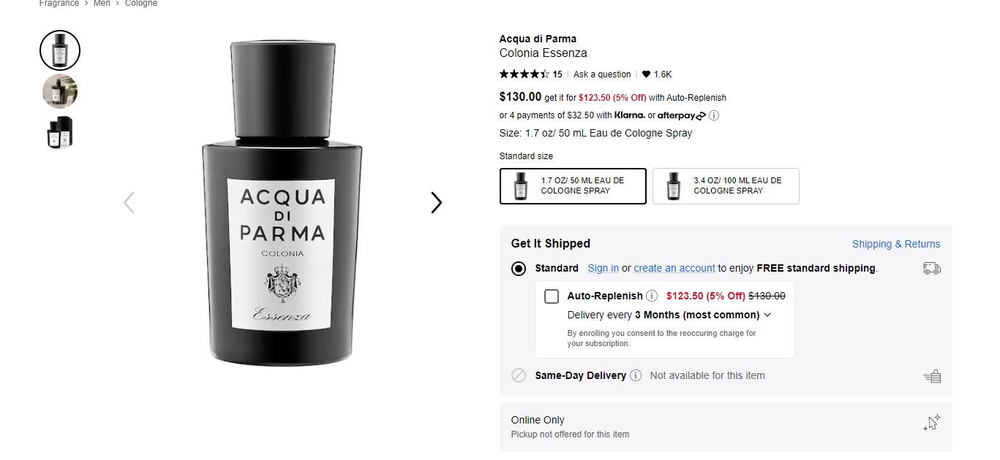 Fragrance > Men > Cologne
ACQUA
DI
PARMA
COLONIA
Essenza
Acqua di Parma
Colonia Essenza
15 | Ask a question | 1.6K
$130.00 get it for $123.50 (5% Off) with Auto-Replenish
or 4 payments of $32.50 with Klarna. or afterpay
Size: 1.7 oz/ 50 mL Eau de Cologne Spray
Standard size
1.7 OZ/ 50 ML EAU DE
COLOGNE SPRAY
3.4 OZ/ 100 ML EAU DE
COLOGNE SPRAY
Get It Shipped
Shipping & Returns
Standard Sign in or create an account to enjoy FREE standard shipping.
Auto-Replenish $123.50 (5% Off) $130.00
Delivery every 3 Months (most common)
By enrolling you consent to the reoccuring charge for
your subscription.
Same-Day Delivery Not available for this item
Online Only
Pickup not offered for this item